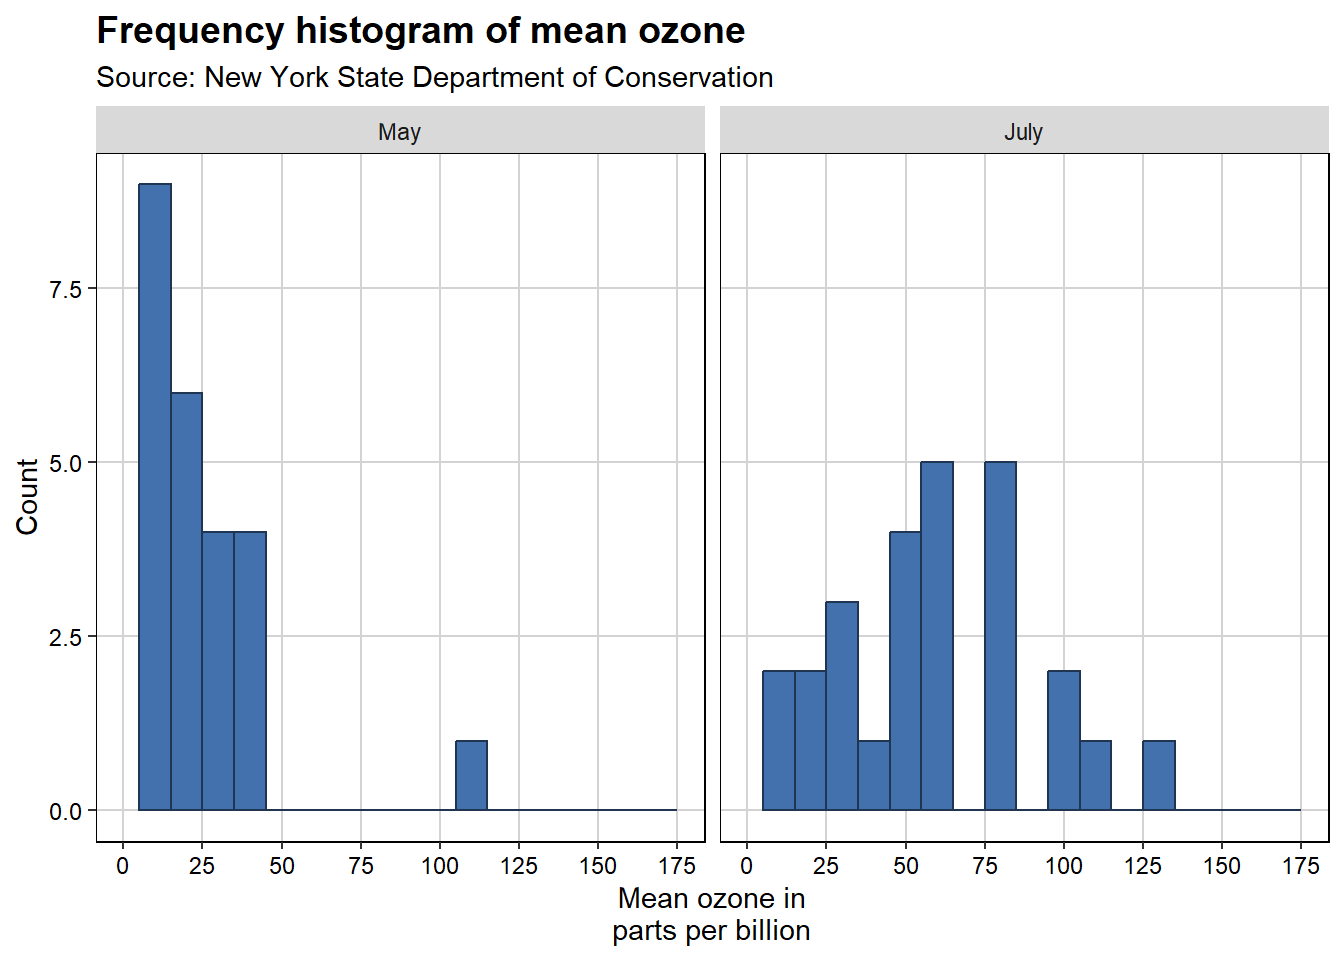 Frequency histogram of mean ozone
Source: New York State Department of Conservation
May
July
Count
7.5
5.0
2.5
0.0
0 25 50 75 100 125 150 175
0 25 50 75 100 125 150 175
Mean ozone in
parts per billion